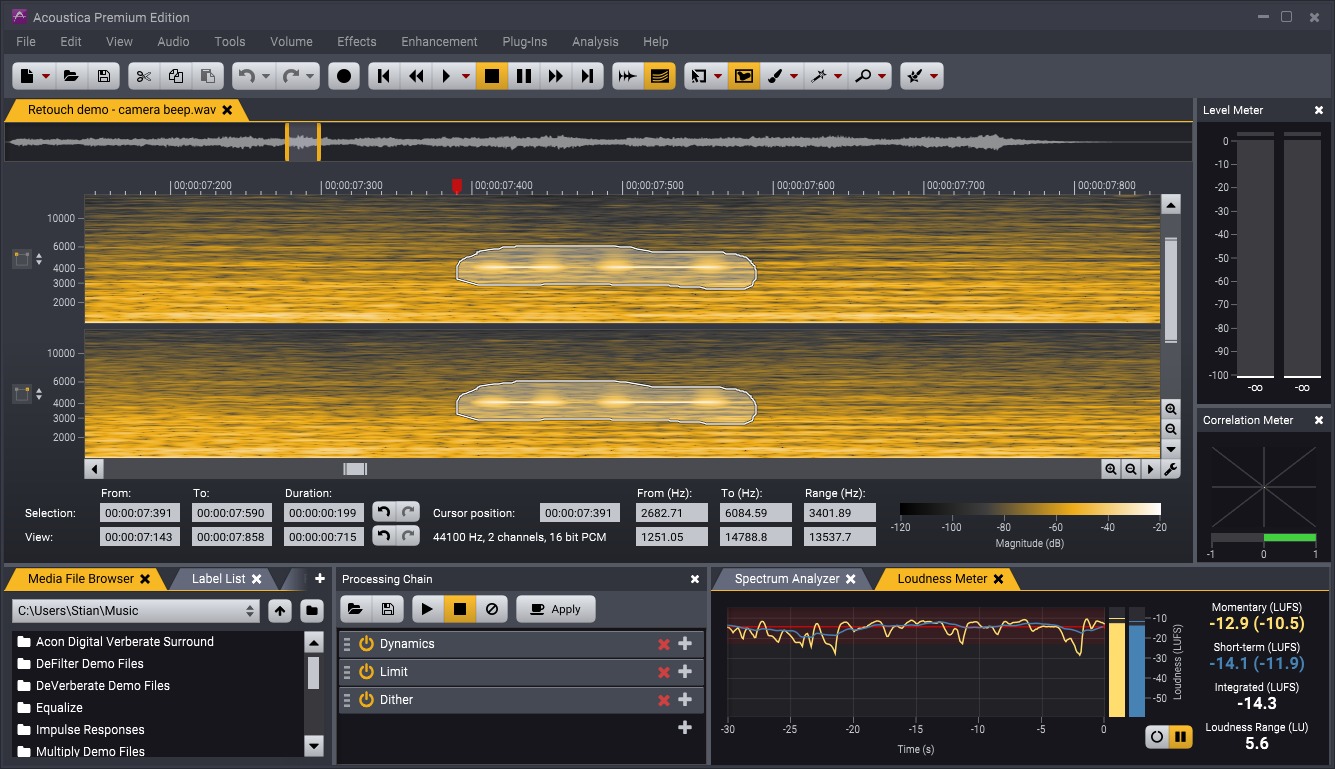 Acoustica Premium Edition
File Edit View Audio Tools Volume Effects Enhancement Plug-Ins Analysis Help
Retouch demo - camera beep.wav
00:00:07:200 00:00:07:300 00:00:07:400 00:00:07:500 00:00:07:600 00:00:07:700 00:00:07:800
10000
6000
4000
3000
2000
10000
6000
4000
3000
2000
From: To: Duration: From (Hz): To (Hz): Range (Hz):
Selection: 00:00:07:391 00:00:07:590 00:00:00:199 Cursor position: 00:00:07:391 2682.71 6084.59 3401.89
View: 00:00:07:143 00:00:07:858 00:00:00:715 44100 Hz, 2 channels, 16 bit PCM 1251.05 14788.8 13537.7
-120 -100 -80 -60 -40 -20
Magnitude (dB)
Level Meter
0
-10
-20
-30
-40
-50
-60
-70
-80
-90
-100
-∞ -∞
Correlation Meter
-1 0 1
Media File Browser Label List
C:\Users\Stian\Music
Acon Digital Verberate Surround
DeFilter Demo Files
DeVerberate Demo Files
Equalize
Impulse Responses
Multiply Demo Files
Processing Chain
Apply
Dynamics
Limit
Dither
Spectrum Analyzer Loudness Meter
-10
-20
-30
-40
-50
Loudness (LUFS)
-30 -25 -20 -15 -10 -5 0
Time (s)
Momentary (LUFS)
-12.9 (-10.5)
Short-term (LUFS)
-14.1 (-11.9)
Integrated (LUFS)
-14.3
Loudness Range (LU)
5.6